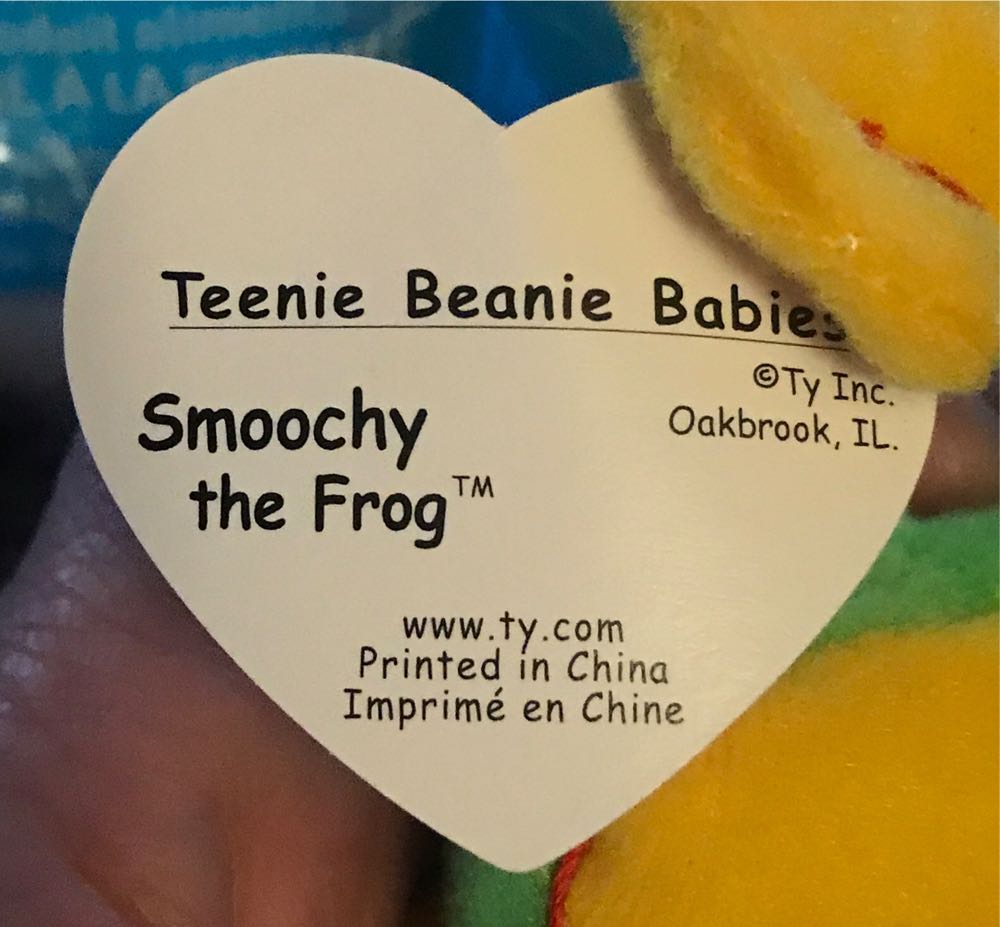 Teenie Beanie Babies
©Ty Inc.
Oakbrook, IL.
Smoochy
the Frog™
www.ty.com
Printed in China
Imprimé en Chine